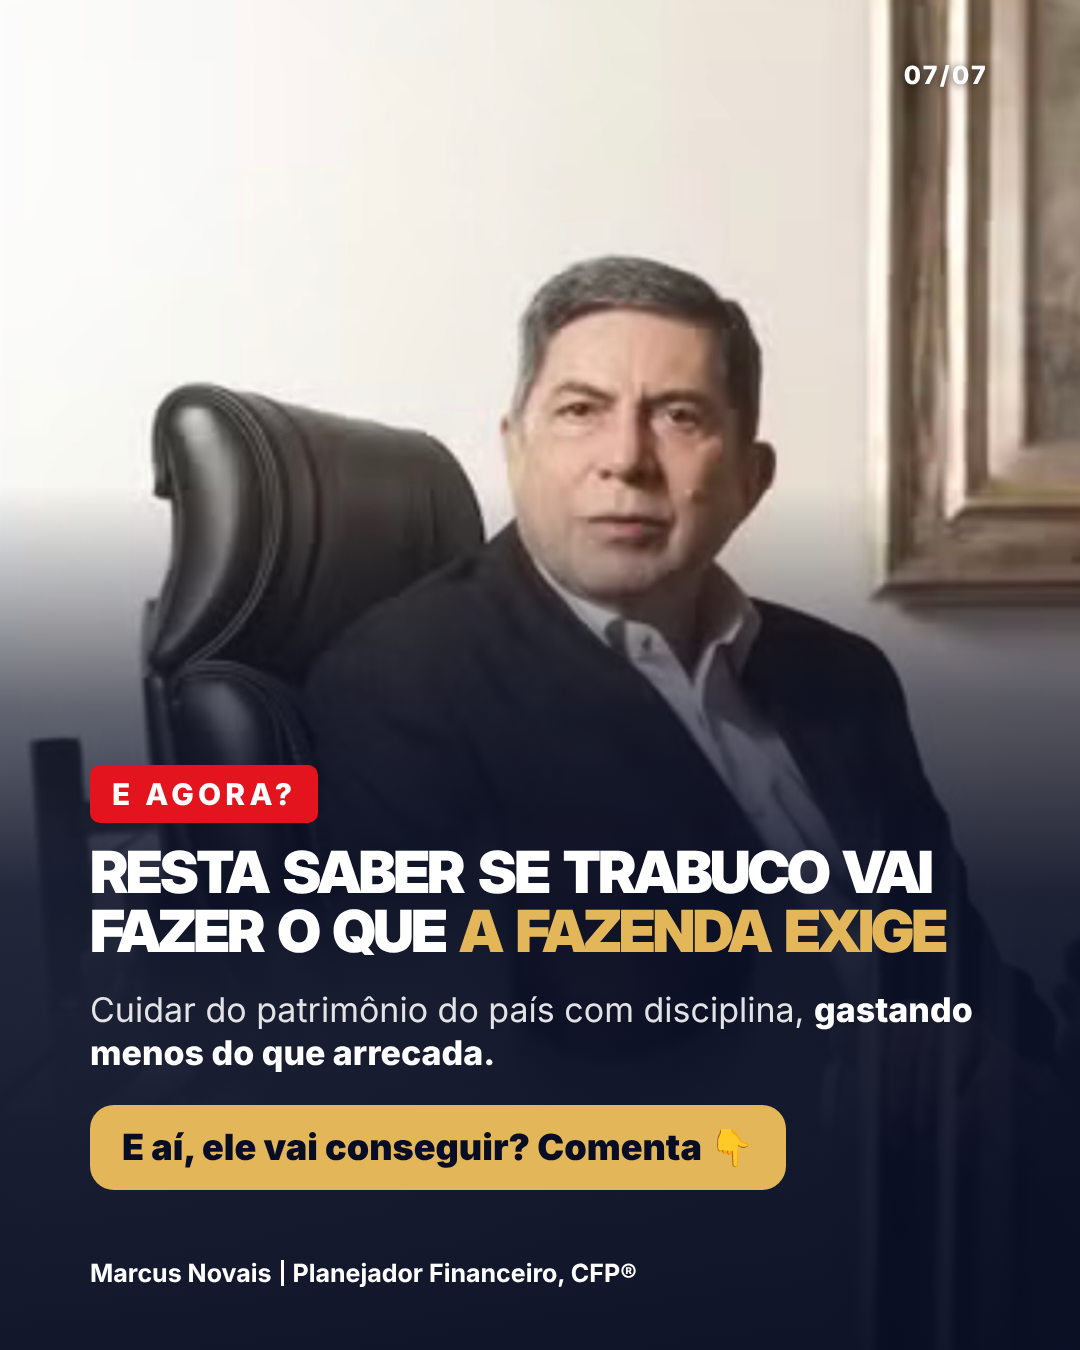 07/07
E AGORA?
RESTA SABER SE TRABUCO VAI
FAZER O QUE A FAZENDA EXIGE
Cuidar do patrimônio do país com disciplina, gastando
menos do que arrecada.
E aí, ele vai conseguir? Comenta 👇
Marcus Novais | Planejador Financeiro, CFP®